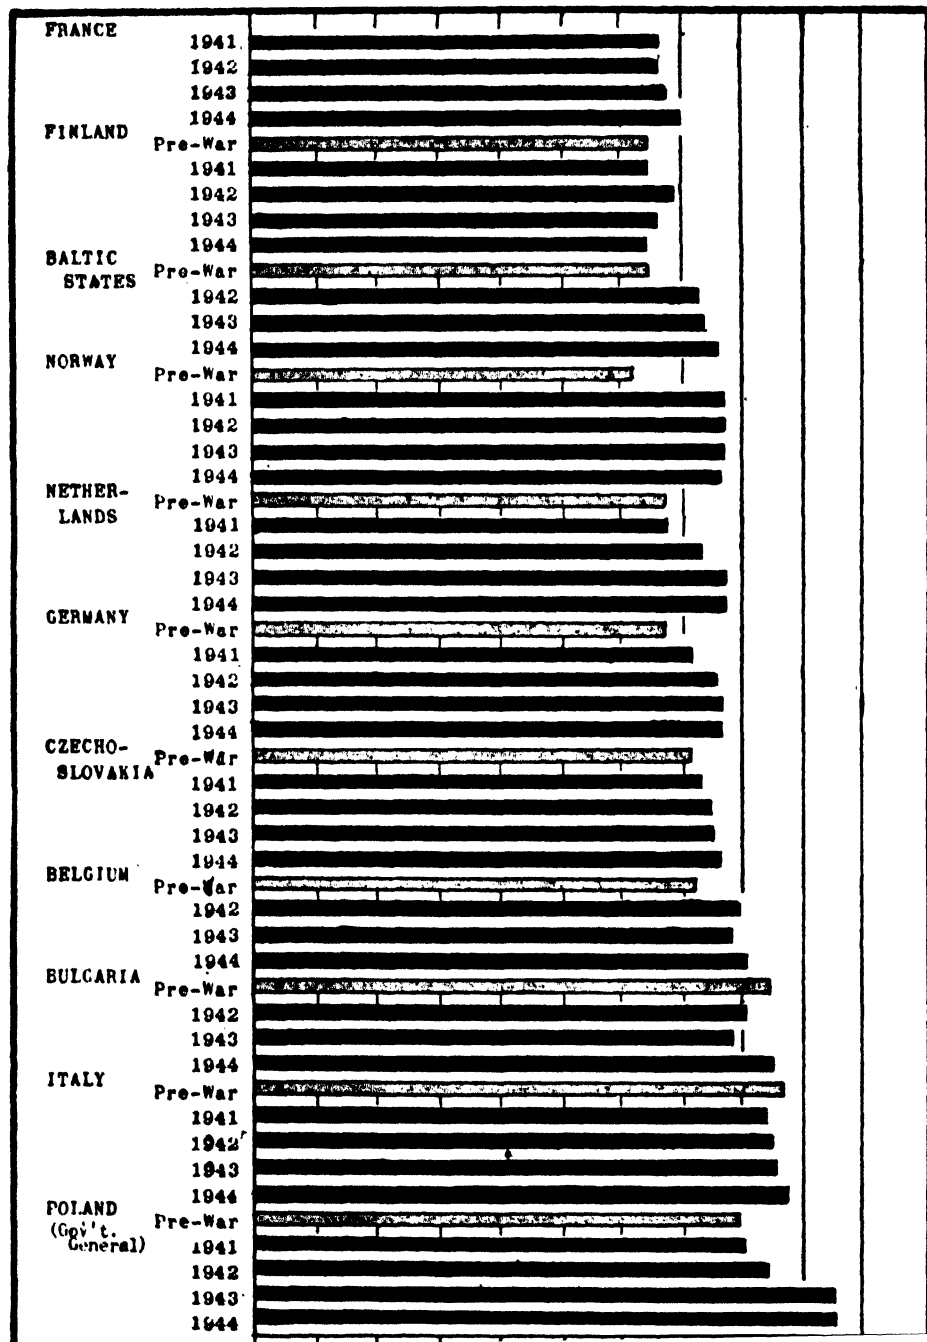 FRANCE
1941
1942
1943
1944
FINLAND
Pre-War
1941
1942
1943
1944
BALTIC
STATES
Pre-War
1942
1943
1944
NORWAY
Pre-War
1941
1942
1943
1944
NETHER-
LANDS
Pre-War
1941
1942
1943
1944
GERMANY
Pre-War
1941
1942
1943
1944
CZECHO-
SLOVAKIA
Pre-War
1941
1942
1943
1944
BELGIUM
Pre-War
1942
1943
1944
BULGARIA
Pre-War
1942
1943
1944
ITALY
Pre-War
1941
1942
1943
1944
POLAND
(Gov't.
General)
Pre-War
1941
1942
1943
1944